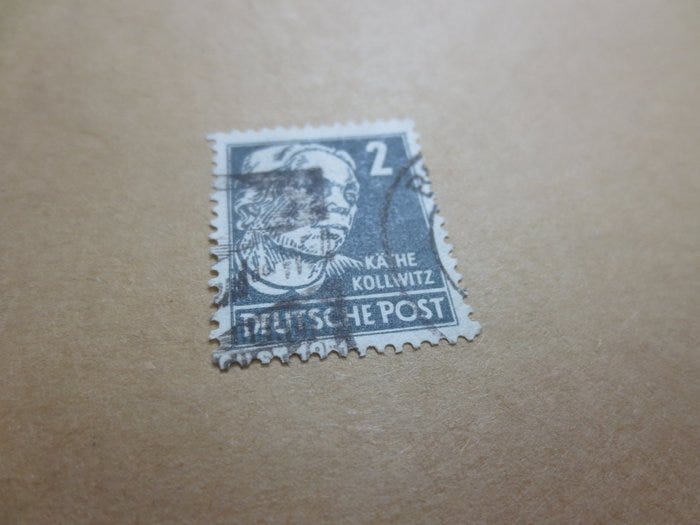 2
KÄTHE
KOLLWITZ
DEUTSCHE POST